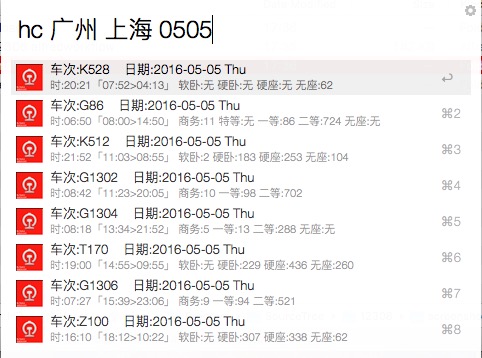 hc 广州 上海 0505
车次:K528 日期:2016-05-05 Thu
时:20:21「07:52>04:13」 软卧:无 硬卧:无 硬座:无 无座:62
↩
车次:G86 日期:2016-05-05 Thu
时:06:50「08:00>14:50」 商务:11 特等:无 一等:86 二等:724 无座:无
⌘2
车次:K512 日期:2016-05-05 Thu
时:21:52「11:03>08:55」 软卧:2 硬卧:183 硬座:253 无座:104
⌘3
车次:G1302 日期:2016-05-05 Thu
时:08:42「11:23>20:05」 商务:10 一等:98 二等:702
⌘4
车次:G1304 日期:2016-05-05 Thu
时:08:18「13:34>21:52」 商务:5 一等:13 二等:288 无座:无
⌘5
车次:T170 日期:2016-05-05 Thu
时:19:00「14:55>09:55」 软卧:无 硬卧:229 硬座:436 无座:260
⌘6
车次:G1306 日期:2016-05-05 Thu
时:07:27「15:39>23:06」 商务:9 一等:94 二等:521
⌘7
车次:Z100 日期:2016-05-05 Thu
时:16:10「18:12>10:22」 软卧:无 硬卧:307 硬座:338 无座:62
⌘8